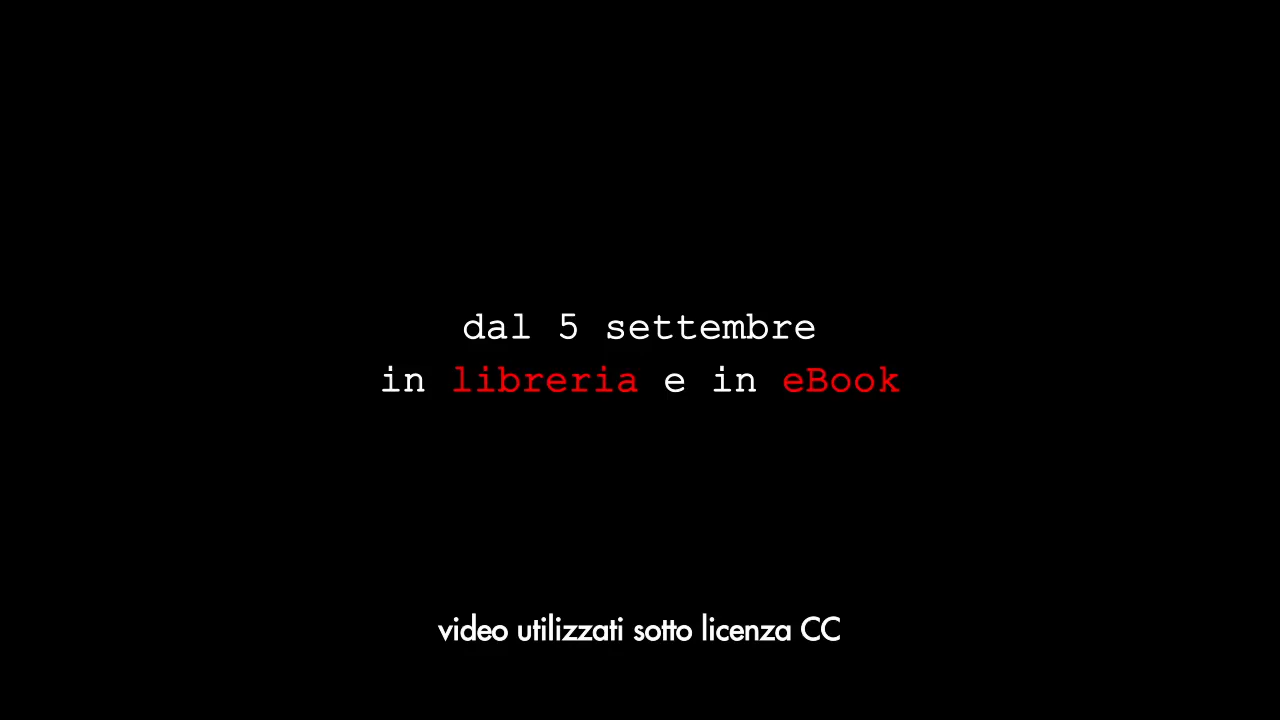 dal 5 settembre
in libreria e in eBook
video utilizzati sotto licenza CC